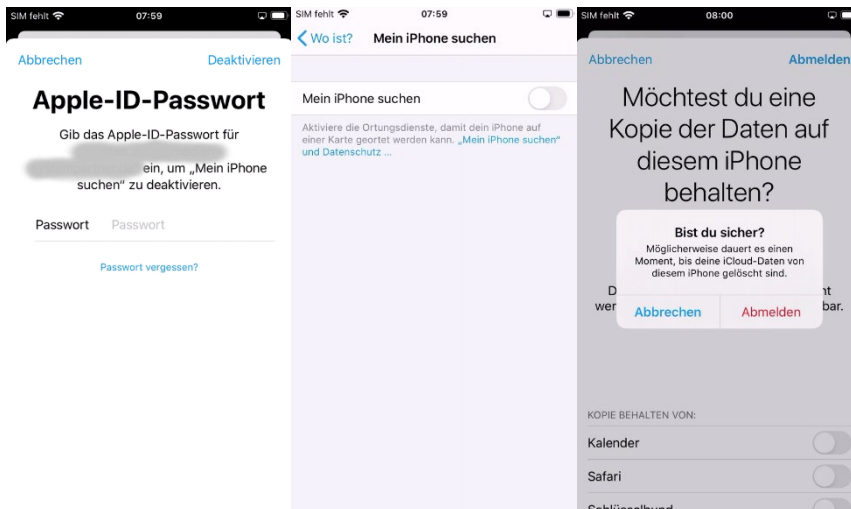 SIM fehlt 07:59
Abbrechen Deaktivieren
Apple-ID-Passwort
Gib das Apple-ID-Passwort für
ein, um „Mein iPhone
suchen“ zu deaktivieren.
Passwort Passwort
Passwort vergessen?
SIM fehlt 07:59
Wo ist? Mein iPhone suchen
Mein iPhone suchen
Aktiviere die Ortungsdienste, damit dein iPhone auf
einer Karte geortet werden kann. „Mein iPhone suchen“
und Datenschutz ...
SIM fehlt 08:00
Abbrechen Abmelden
Möchtest du eine
Kopie der Daten auf
diesem iPhone
behalten?
Bist du sicher?
Möglicherweise dauert es einen
Moment, bis deine iCloud-Daten von
diesem iPhone gelöscht sind.
Abbrechen Abmelden
KOPIE BEHALTEN VON:
Kalender
Safari